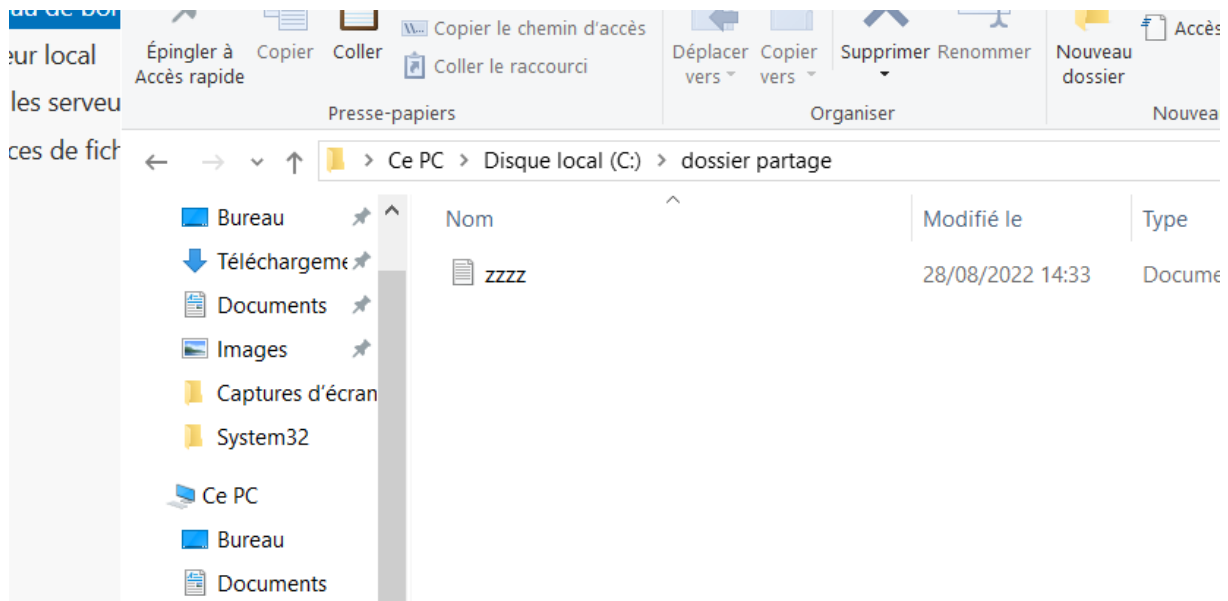 eur local
les serveu
ces de fich
Copier le chemin d'accès
Accès
Épingler à
Accès rapide
Copier
Coller
Coller le raccourci
Déplacer
vers
Copier
vers
Supprimer
Renommer
Nouveau
dossier
Presse-papiers
Organiser
Nouvea
Ce PC > Disque local (C:) > dossier partage
Bureau
Téléchargeme
Documents
Images
Captures d'écran
System32
Ce PC
Bureau
Documents
Nom
Modifié le
Type
zzzz
28/08/2022 14:33
Docume